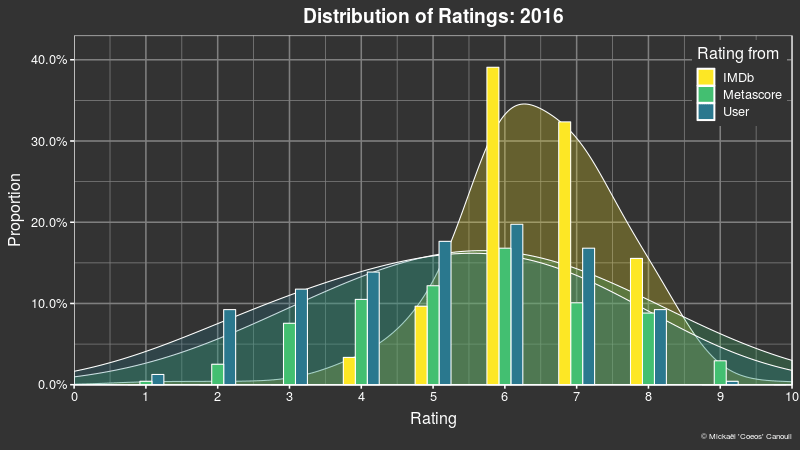 Distribution of Ratings: 2016
Rating from
IMDb
Metascore
User
Proportion
40.0%
30.0%
20.0%
10.0%
0.0%
0 1 2 3 4 5 6 7 8 9 10
Rating
© Mickaël 'Coeos' Canouil